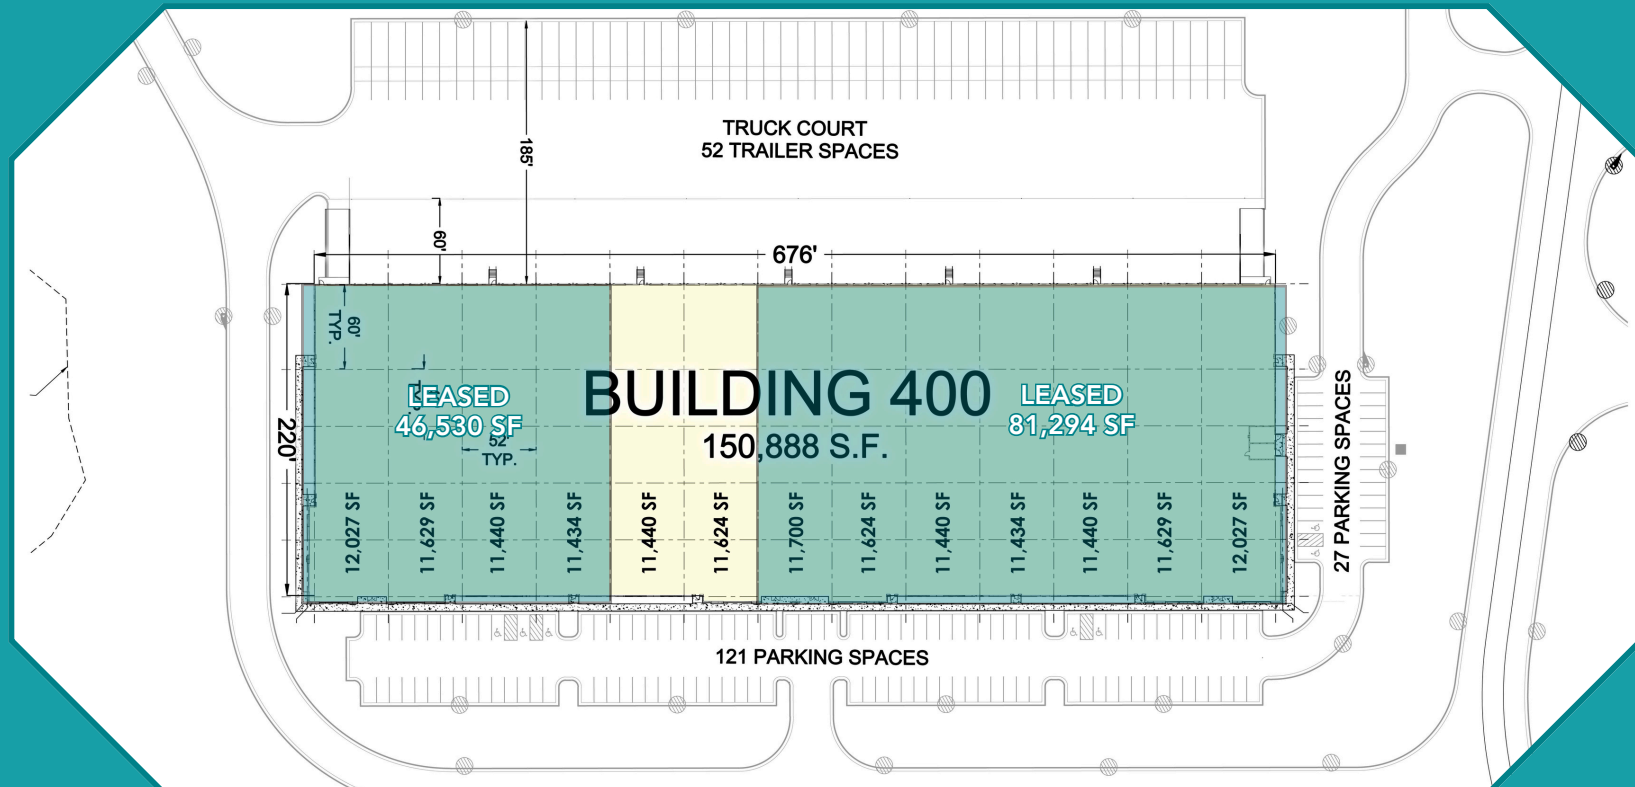 TRUCK COURT
52 TRAILER SPACES
185'
60'
676'
60'
TYP.
220'
LEASED
46,530 SF
52'
TYP.
BUILDING 400
150,888 S.F.
LEASED
81,294 SF
12,027 SF
11,629 SF
11,440 SF
11,434 SF
11,440 SF
11,624 SF
11,700 SF
11,624 SF
11,440 SF
11,434 SF
11,440 SF
11,629 SF
12,027 SF
27 PARKING SPACES
121 PARKING SPACES